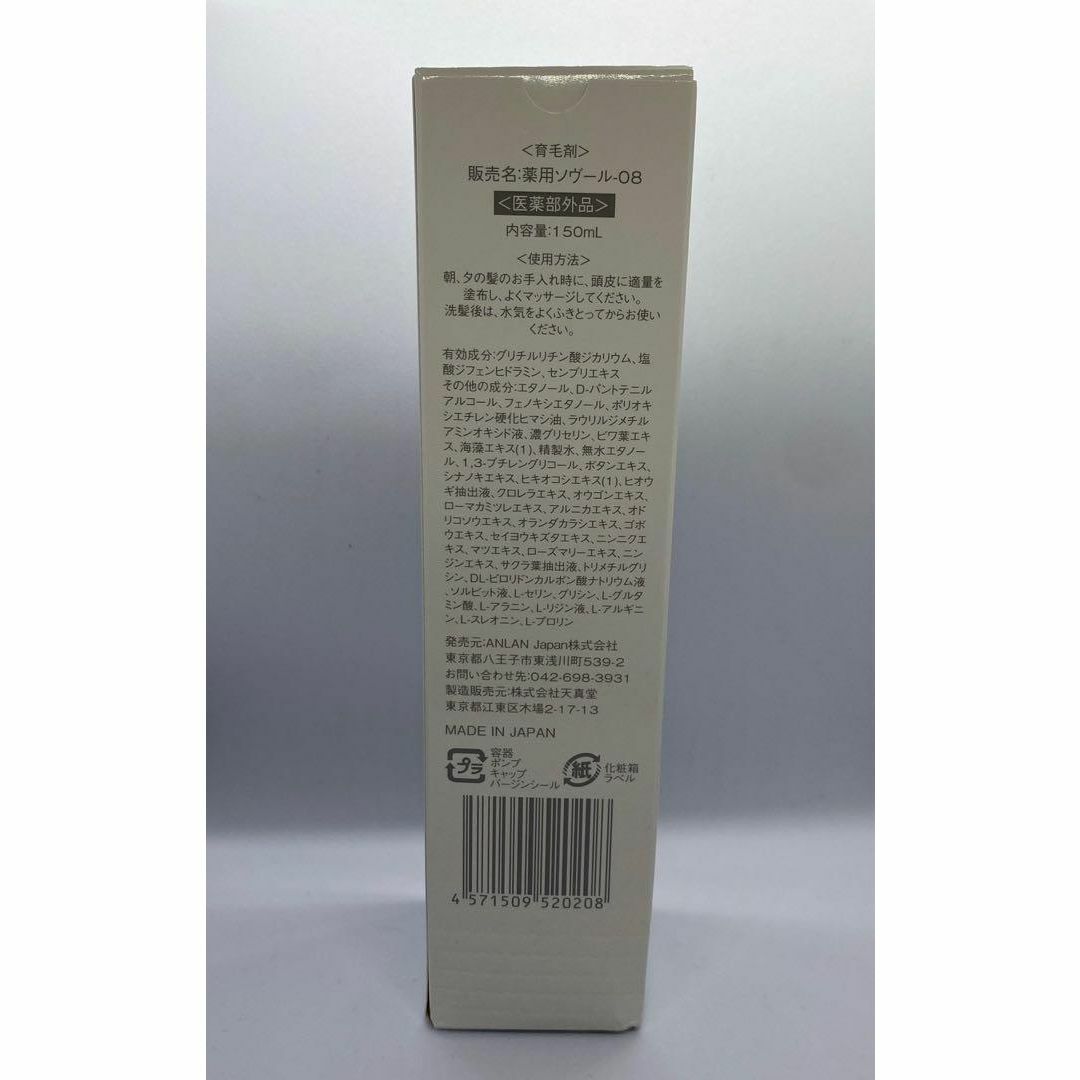 <育毛剤>
販売名:薬用ソヴール-08
<医薬部外品>
内容量:150mL
<使用方法>
朝、夕の髪のお手入れ時に、頭皮に適量を
塗布し、よくマッサージしてください。
洗髪後は、水気をよくふきとってからお使い
ください。
有効成分:グリチルリチン酸ジカリウム、塩
酸ジフェンヒドラミン、センブリエキス
その他の成分:エタノール、D-パントテニル
アルコール、フェノキシエタノール、ポリオキ
シエチレン硬化ヒマシ油、ラウリルジメチル
アミンオキシド液、濃グリセリン、ビワ葉エキ
ス、海藻エキス(1)、精製水、無水エタノー
ル、1,3-ブチレングリコール、ボタンエキス、
シナノキエキス、ヒキオコシエキス(1)、ヒオウ
ギ抽出液、クロレラエキス、オウゴンエキス、
ローマカミツレエキス、アルニカエキス、オド
リコソウエキス、オランダカラシエキス、ゴボ
ウエキス、セイヨウキズタエキス、ニンニクエ
キス、マツエキス、ローズマリーエキス、ニン
ジンエキス、サクラ葉抽出液、トリメチルグリ
シン、DL-ピロリドンカルボン酸ナトリウム液
、ソルビット液、L-セリン、グリシン、L-グルタ
ミン酸、L-アラニン、L-リジン液、L-アルギニ
ン、L-スレオニン、L-プロリン
発売元:ANLAN Japan株式会社
東京都八王子市東浅川町539-2
お問い合わせ先:042-698-3931
製造販売元:株式会社天真堂
東京都江東区木場2-17-13
MADE IN JAPAN
プラ
容器
ポンプ
キャップ
バージンシール
紙
化粧箱
ラベル
4 571509 520208